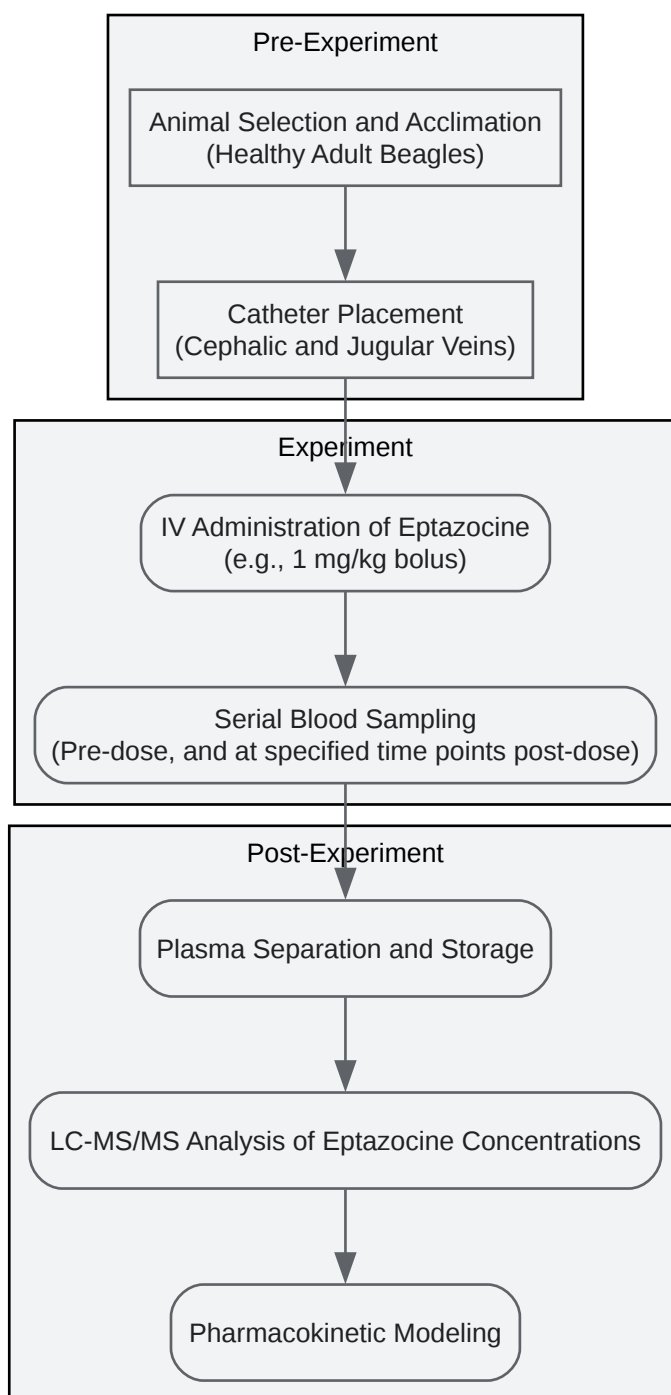 Pre-Experiment
Animal Selection and Acclimation
(Healthy Adult Beagles)
Catheter Placement
(Cephalic and Jugular Veins)
Experiment
IV Administration of Eptazocine
(e.g., 1 mg/kg bolus)
Serial Blood Sampling
(Pre-dose, and at specified time points post-dose)
Post-Experiment
Plasma Separation and Storage
LC-MS/MS Analysis of Eptazocine Concentrations
Pharmacokinetic Modeling